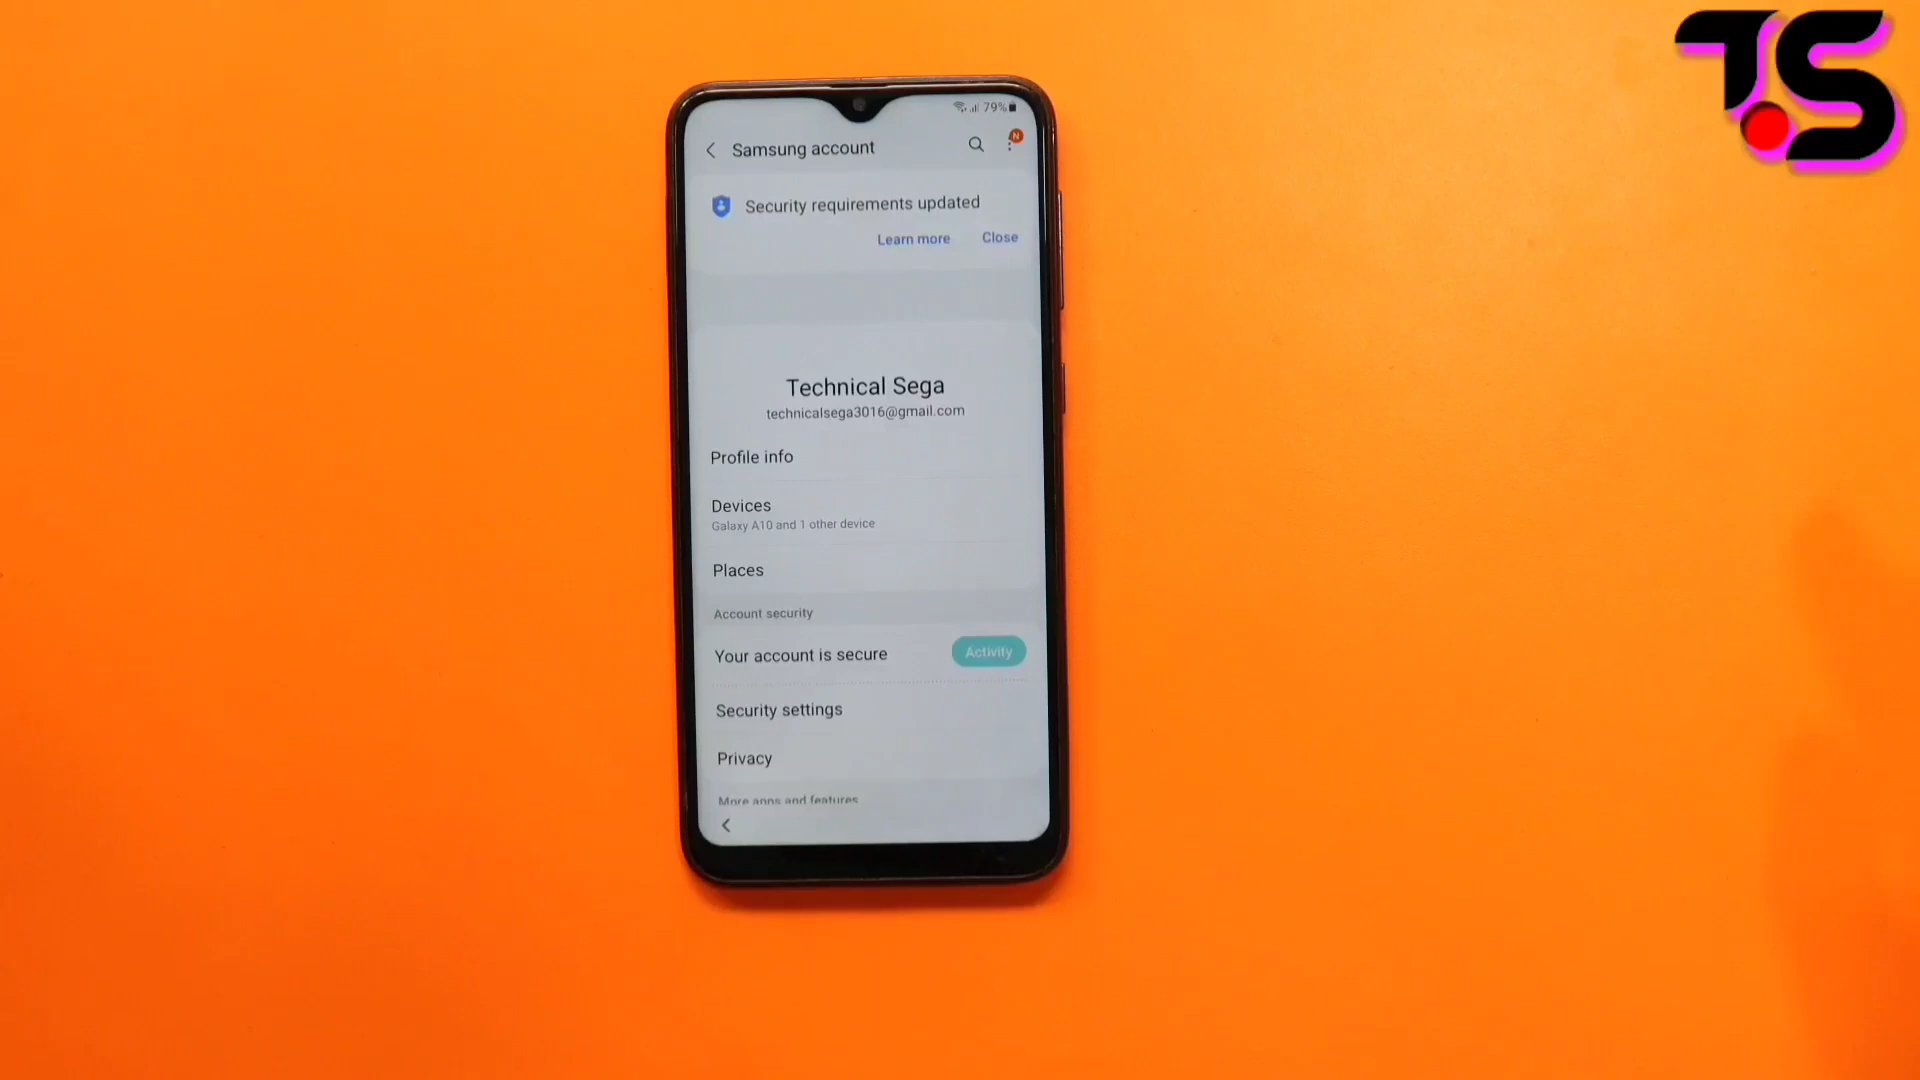 T.S
79%
N
Samsung account
Security requirements updated
Learn more Close
Technical Sega
technicalsega3016@gmail.com
Profile info
Devices
Galaxy A10 and 1 other device
Places
Account security
Your account is secure Activity
Security settings
Privacy
More apps and features